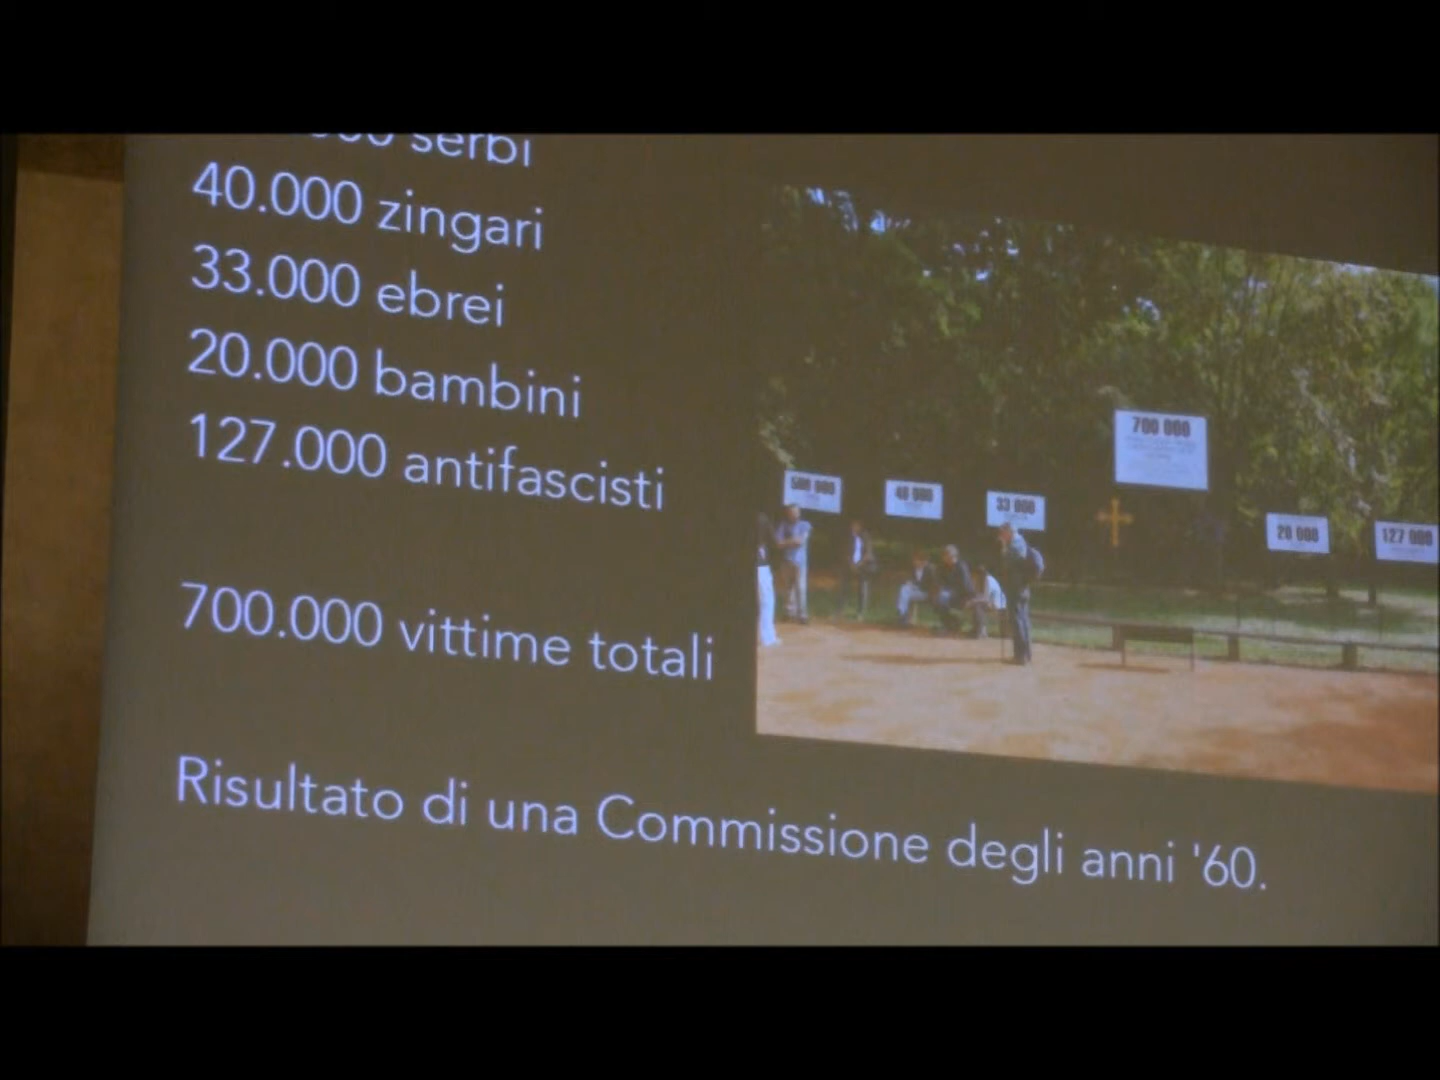 serbi
40.000 zingari
33.000 ebrei
20.000 bambini
127.000 antifascisti
700.000 vittime totali
Risultato di una Commissione degli anni '60.
500 000
40 000
33 000
700 000
20 000
127 000